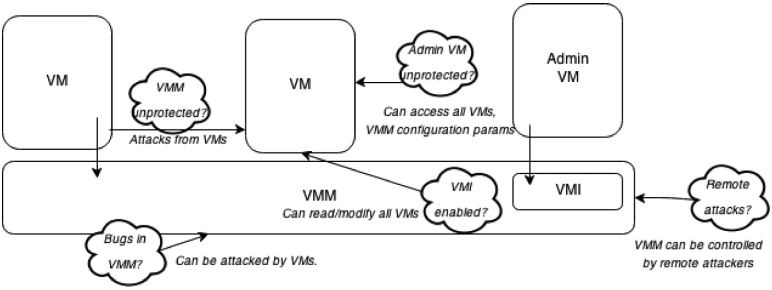 VM
VMM
unprotected?
Attacks from VMs
VM
Admin VM
unprotected?
Can access all VMs,
VMM configuration params
Admin
VM
VMM
Can read/modify all VMs
VMI
enabled?
VMI
Remote
attacks?
VMM can be controlled
by remote attackers
Bugs in
VMM?
Can be attacked by VMs.